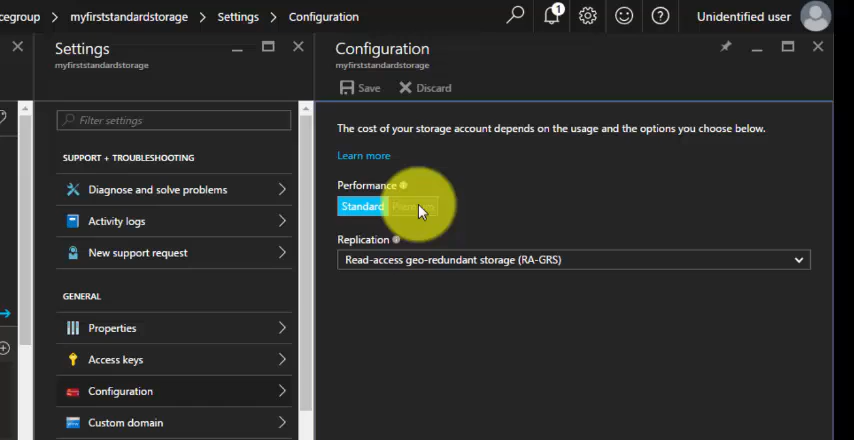 cegroup > myfirststandardstorage > Settings > Configuration
1
Unidentified user
Settings
myfirststandardstorage
Filter settings
SUPPORT + TROUBLESHOOTING
Diagnose and solve problems
Activity logs
New support request
GENERAL
Properties
Access keys
Configuration
Custom domain
Configuration
myfirststandardstorage
Save Discard
The cost of your storage account depends on the usage and the options you choose below.
Learn more
Performance
Standard Premium
Replication
Read-access geo-redundant storage (RA-GRS)